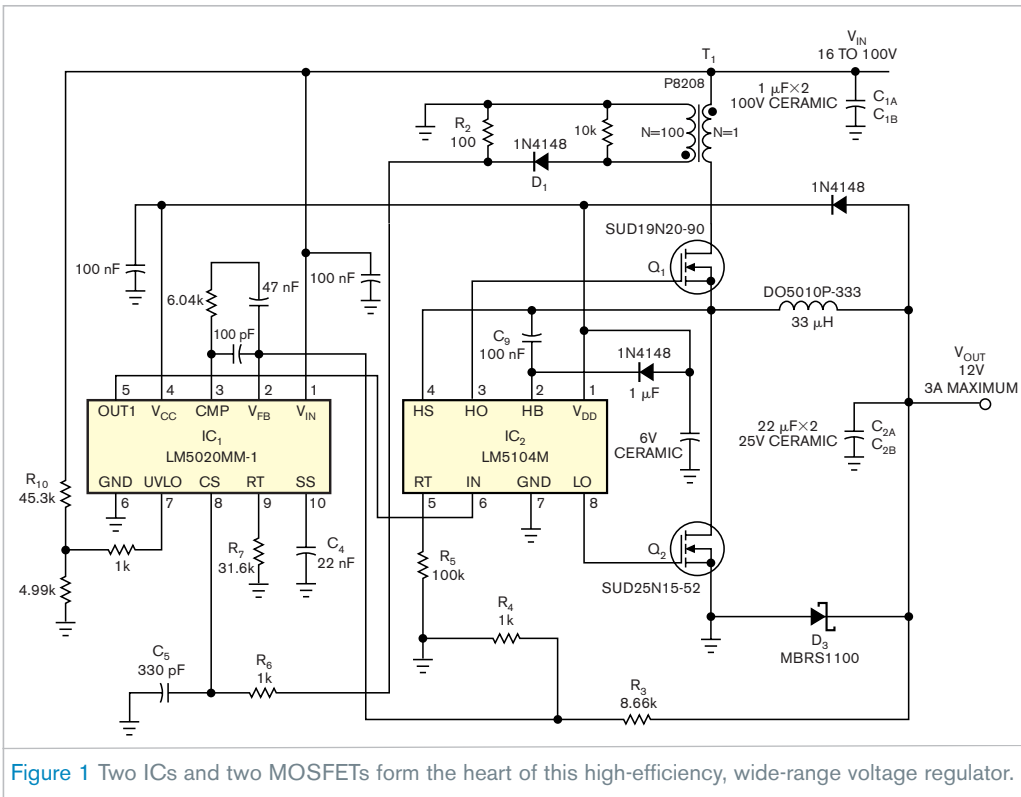 V_IN
16 TO 100V
T₁
P8208
1 μF×2
100V CERAMIC
C₁A
C₁B
R₂
100
10k
N=100
N=1
1N4148
D₁
1N4148
SUD19N20-90
100 nF
100 nF
47 nF
6.04k
Q₁
DO5010P-333
33 μH
100 pF
C₉
100 nF
1N4148
V_OUT
12V
3A MAXIMUM
1 μF
5 4 3 2 1
OUT1 V_CC CMP V_FB V_IN
IC₁
LM5020MM-1
GND UVLO CS RT SS
6 7 8 9 10
4 3 2 1
HS HO HB V_DD
IC₂
LM5104M
RT IN GND LO
5 6 7 8
6V
CERAMIC
22 μF×2
25V CERAMIC
C₂A
C₂B
R₁₀
45.3k
1k
4.99k
R₇
31.6k
C₄
22 nF
R₅
100k
Q₂
SUD25N15-52
R₄
1k
D₃
MBRS1100
C₅
330 pF
R₆
1k
R₃
8.66k
Figure 1 Two ICs and two MOSFETs form the heart of this high-efficiency, wide-range voltage regulator.